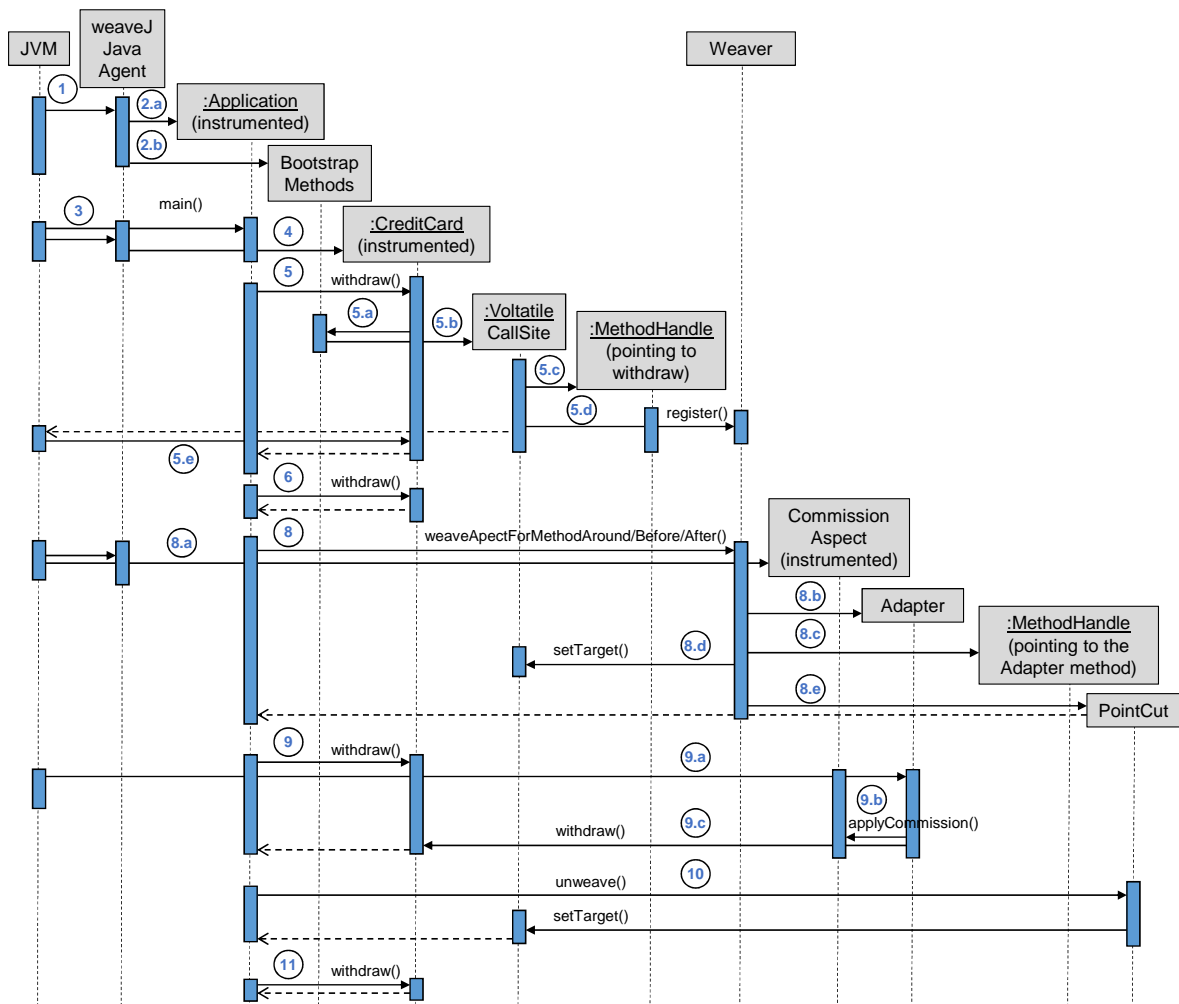 JVM
weaveJ
Java
Agent
Weaver
1
2.a
:Application
(instrumented)
2.b
Bootstrap
Methods
3
main()
4
:CreditCard
(instrumented)
5
withdraw()
5.a
5.b
:Voltatile
CallSite
:MethodHandle
(pointing to
withdraw)
5.c
5.d
register()
5.e
6
withdraw()
8
weaveApectForMethodAround/Before/After()
Commission
Aspect
(instrumented)
8.a
8.b
Adapter
8.c
:MethodHandle
(pointing to the
Adapter method)
setTarget()
8.d
8.e
PointCut
9
withdraw()
9.a
9.b
applyCommission()
withdraw()
9.c
unweave()
10
setTarget()
11
withdraw()